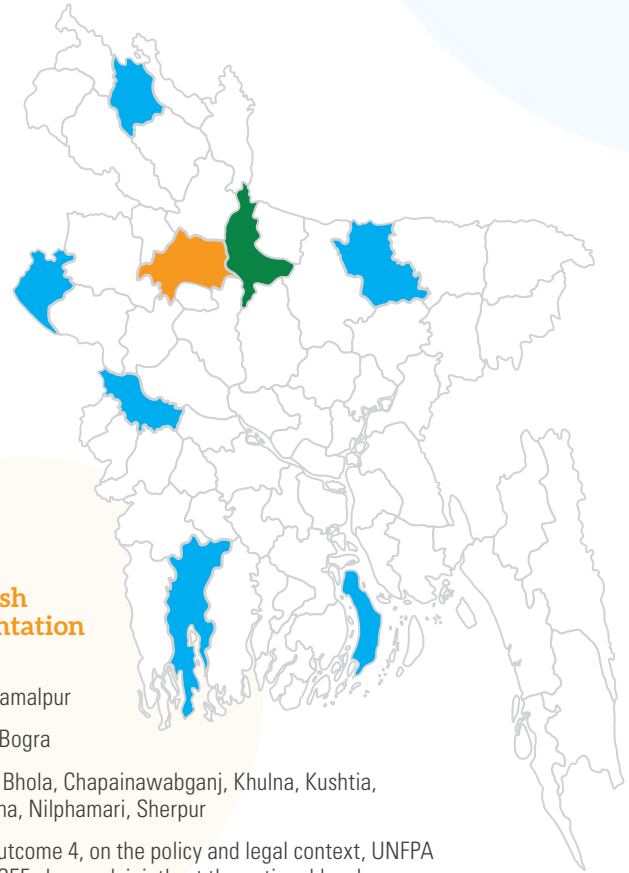 sh
ntation
amalpur
Bogra
Bhola, Chapainawabganj, Khulna, Kushtia,
na, Nilphamari, Sherpur
utcome 4, on the policy and legal context, UNFPA